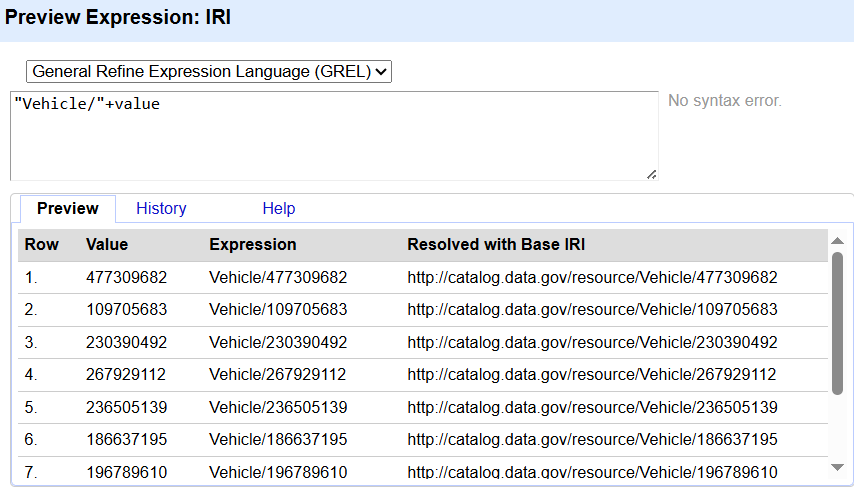 Preview Expression: IRI
General Refine Expression Language (GREL)
"Vehicle/"+value
No syntax error.
Preview History Help
Row Value Expression Resolved with Base IRI
1. 477309682 Vehicle/477309682 http://catalog.data.gov/resource/Vehicle/477309682
2. 109705683 Vehicle/109705683 http://catalog.data.gov/resource/Vehicle/109705683
3. 230390492 Vehicle/230390492 http://catalog.data.gov/resource/Vehicle/230390492
4. 267929112 Vehicle/267929112 http://catalog.data.gov/resource/Vehicle/267929112
5. 236505139 Vehicle/236505139 http://catalog.data.gov/resource/Vehicle/236505139
6. 186637195 Vehicle/186637195 http://catalog.data.gov/resource/Vehicle/186637195
7. 196789610 Vehicle/196789610 http://catalog.data.gov/resource/Vehicle/196789610